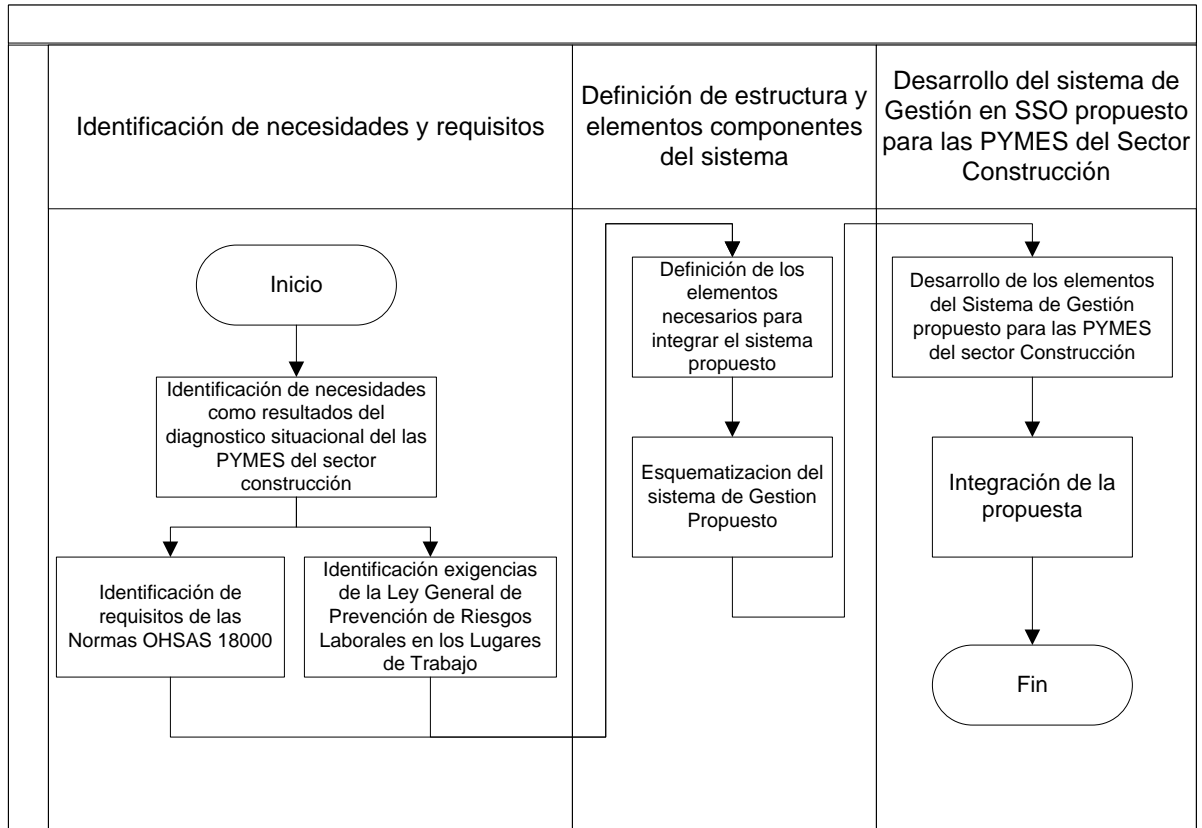 Identificación de necesidades y requisitos
Definición de estructura y
elementos componentes
del sistema
Desarrollo del sistema de
Gestión en SSO propuesto
para las PYMES del Sector
Construcción
Inicio
Identificación de necesidades
como resultados del
diagnostico situacional del las
PYMES del sector
construcción
Identificación de
requisitos de las
Normas OHSAS 18000
Identificación exigencias
de la Ley General de
Prevención de Riesgos
Laborales en los Lugares
de Trabajo
Definición de los
elementos
necesarios para
integrar el sistema
propuesto
Esquematizacion del
sistema de Gestion
Propuesto
Desarrollo de los elementos
del Sistema de Gestión
propuesto para las PYMES
del sector Construcción
Integración de la
propuesta
Fin